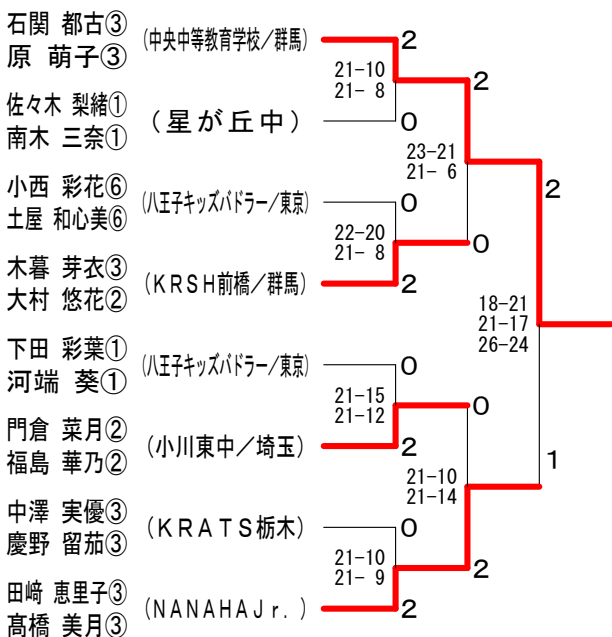 石関 都古③
原 萌子③
(中央中等教育学校/群馬)
2
21-10
21- 8
2
佐々木 梨緒①
南木 三奈①
(星が丘中)
0
23-21
21- 6
2
小西 彩花⑥
土屋 和心美⑥
(八王子キッズバドラー/東京)
0
22-20
21- 8
0
木暮 芽衣③
大村 悠花②
(KRSH前橋/群馬)
2
18-21
21-17
26-24
下田 彩葉①
河端 葵①
(八王子キッズバドラー/東京)
0
21-15
21-12
0
門倉 菜月②
福島 華乃②
(小川東中/埼玉)
2
21-10
21-14
1
中澤 実優③
慶野 留茄③
(KRATS栃木)
0
21-10
21- 9
2
田﨑 恵里子③
髙橋 美月③
(NANAHAJr.)
2